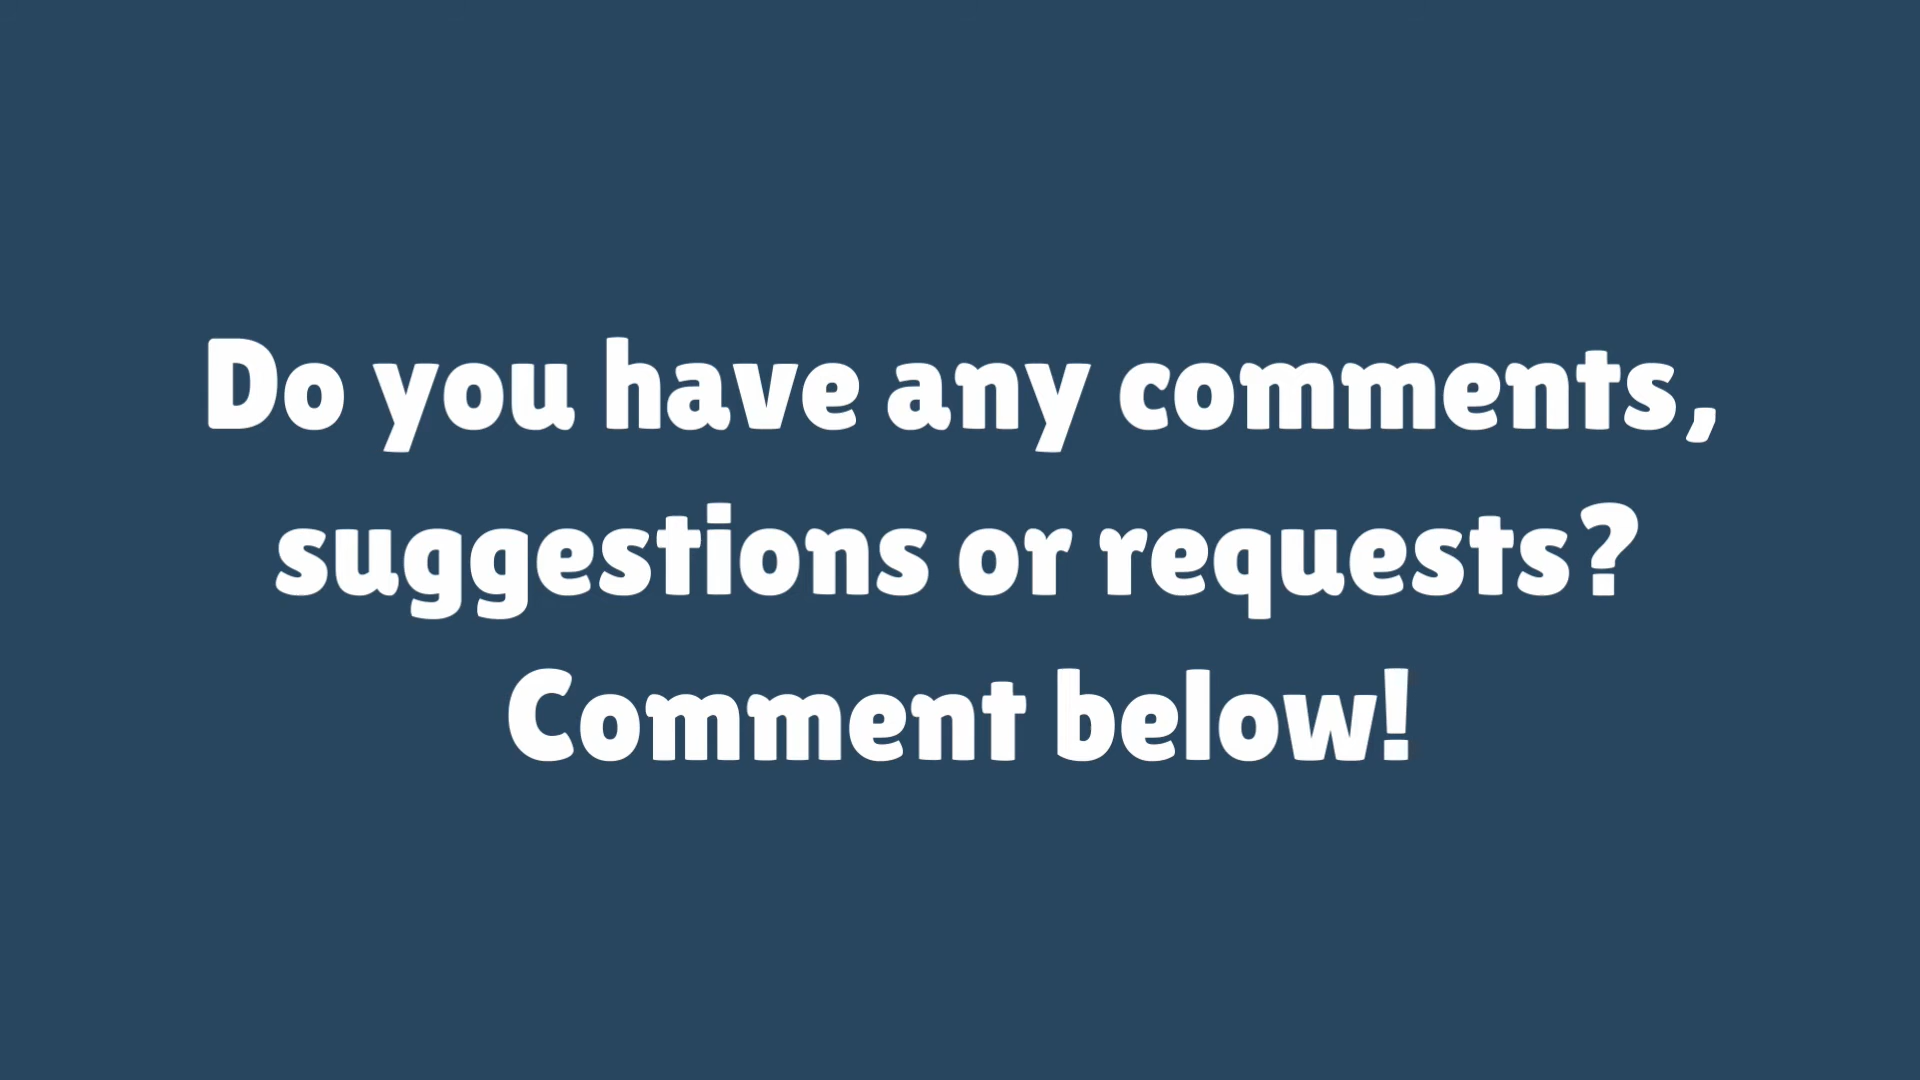 Do you have any comments,
suggestions or requests?
Comment below!